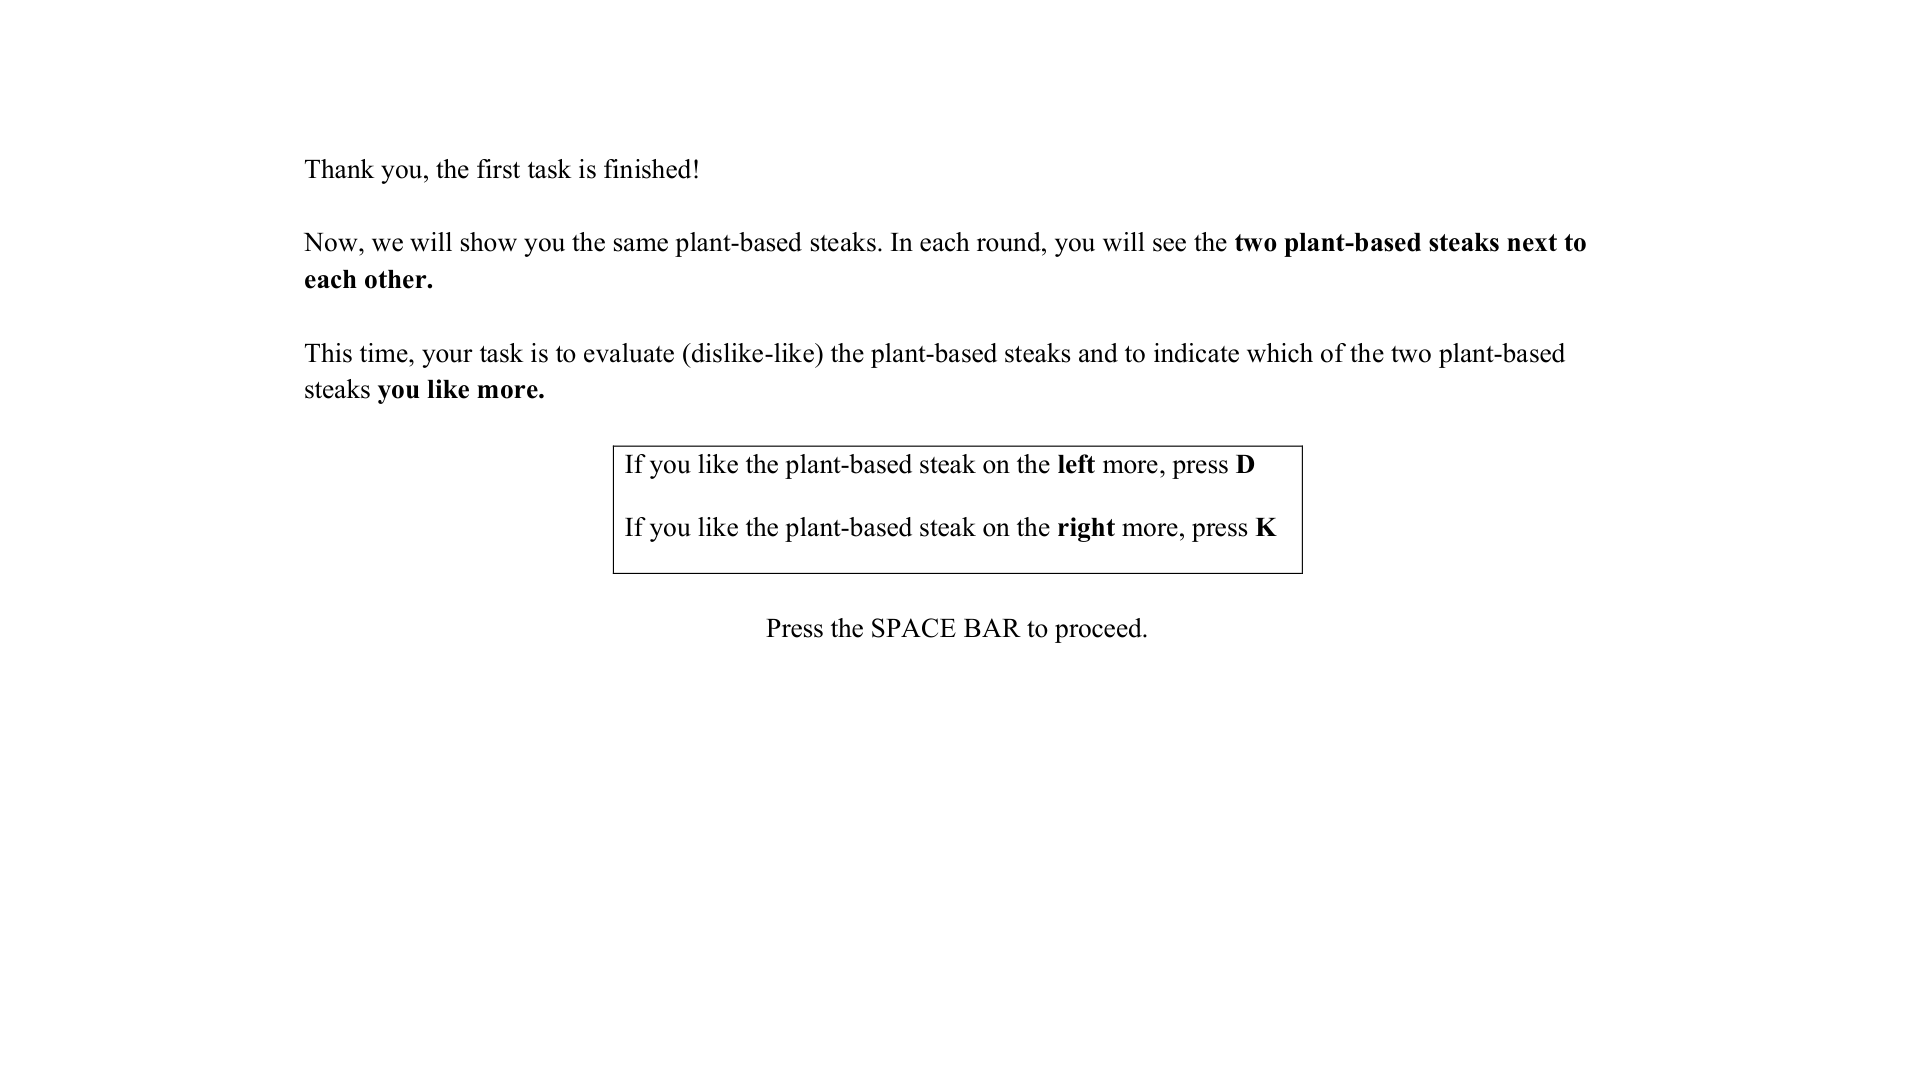 Thank you, the first task is finished!
Now, we will show you the same plant-based steaks. In each round, you will see the two plant-based steaks next to
each other.
This time, your task is to evaluate (dislike-like) the plant-based steaks and to indicate which of the two plant-based
steaks you like more.
If you like the plant-based steak on the left more, press D
If you like the plant-based steak on the right more, press K
Press the SPACE BAR to proceed.